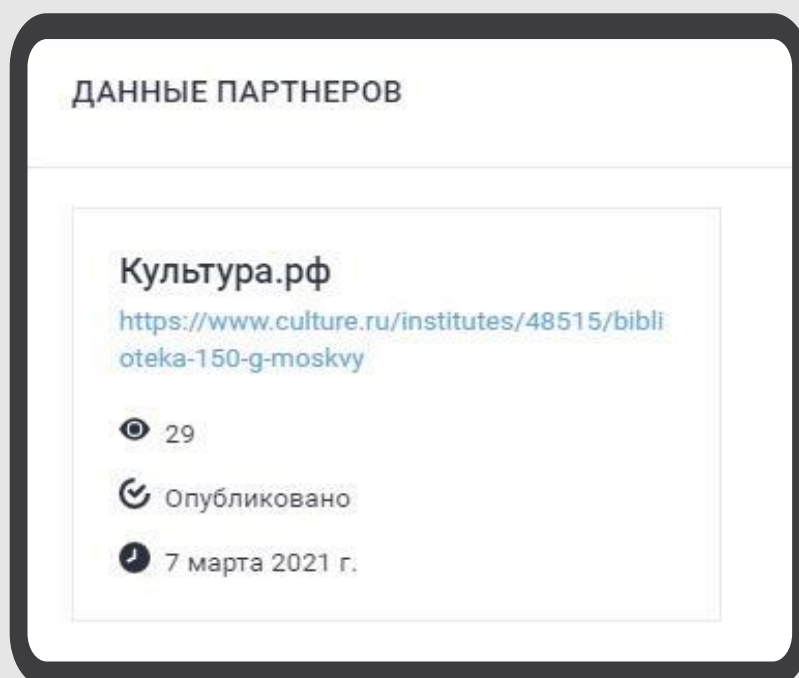 ДАННЫЕ ПАРТНЕРОВ
Культура.рф
https://www.culture.ru/institutes/48515/bibli
oteka-150-g-moskvy
29
Опубликовано
7 марта 2021 г.